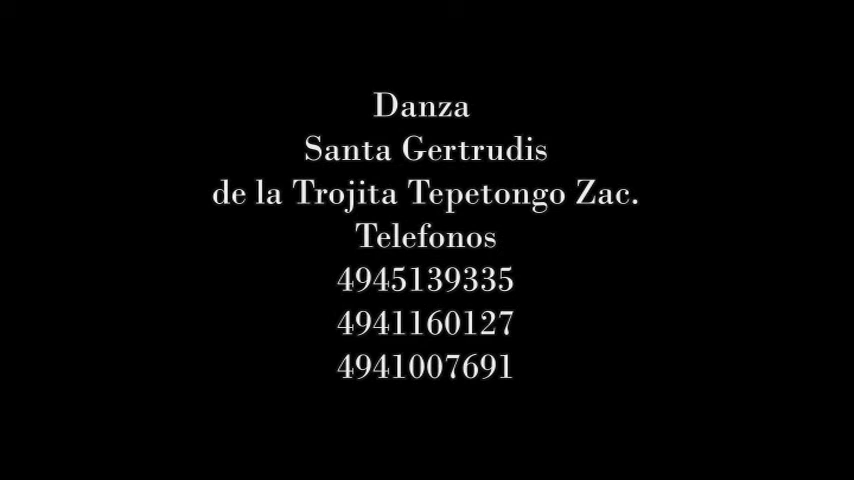 Danza
Santa Gertrudis
de la Trojita Tepetongo Zac.
Telefonos
4945139335
4941160127
4941007691